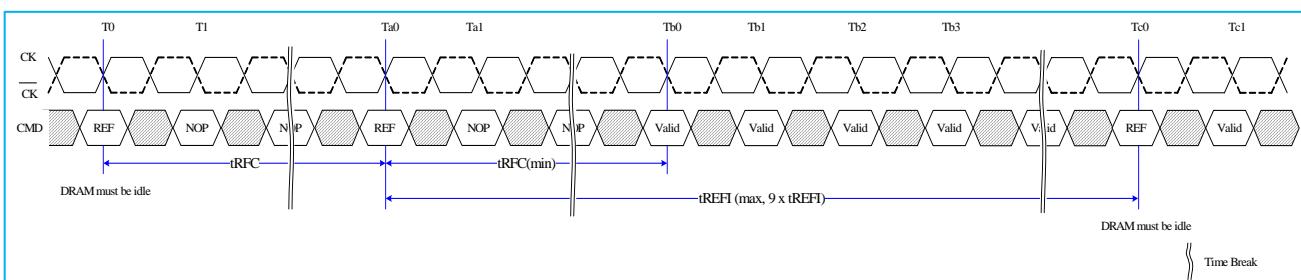 T0 T1 Ta0 Ta1 Tb0 Tb1 Tb2 Tb3 Tc0 Tc1
CK
CK
CMD REF NOP NOP REF NOP NOP Valid Valid Valid Valid Valid REF Valid
tRFC tRFC(min)
DRAM must be idle
tREFI (max, 9 x tREFI)
DRAM must be idle
Time Break